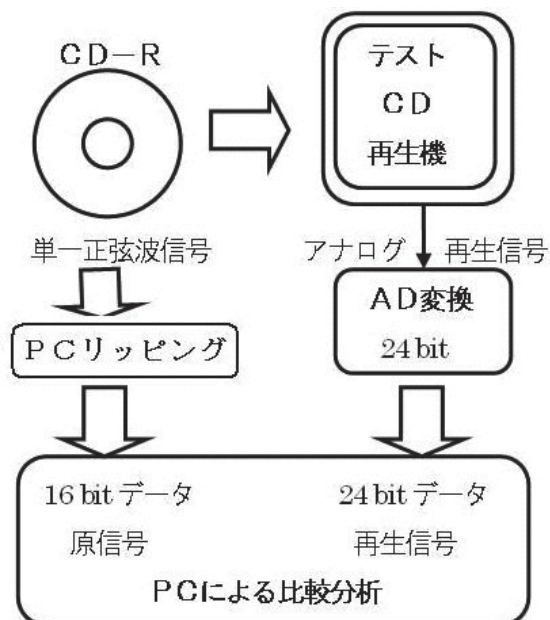 CD－R
テスト
CD
再生機
単一正弦波信号
アナログ 再生信号
PCリッピング
AD変換
24 bit
16 bit データ
原信号
24 bit データ
再生信号
PCによる比較分析